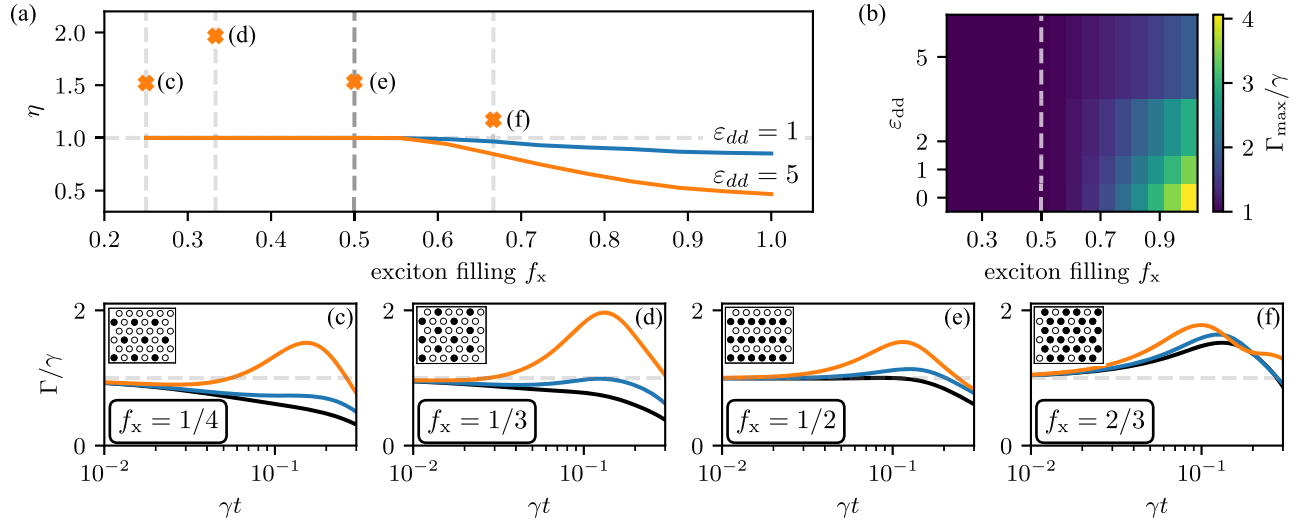 (a)
2.0
1.5
1.0
0.5
η
(c)
(d)
(e)
(f)
ε_dd = 1
ε_dd = 5
0.2 0.3 0.4 0.5 0.6 0.7 0.8 0.9 1.0
exciton filling f_x
(b)
5
2
1
0
ε_dd
0.3 0.5 0.7 0.9
exciton filling f_x
4
3
2
1
Γ_max/γ
(c)
2
0
Γ/γ
f_x = 1/4
10⁻² 10⁻¹
γt
(d)
2
0
f_x = 1/3
10⁻² 10⁻¹
γt
(e)
2
0
f_x = 1/2
10⁻² 10⁻¹
γt
(f)
2
0
f_x = 2/3
10⁻² 10⁻¹
γt